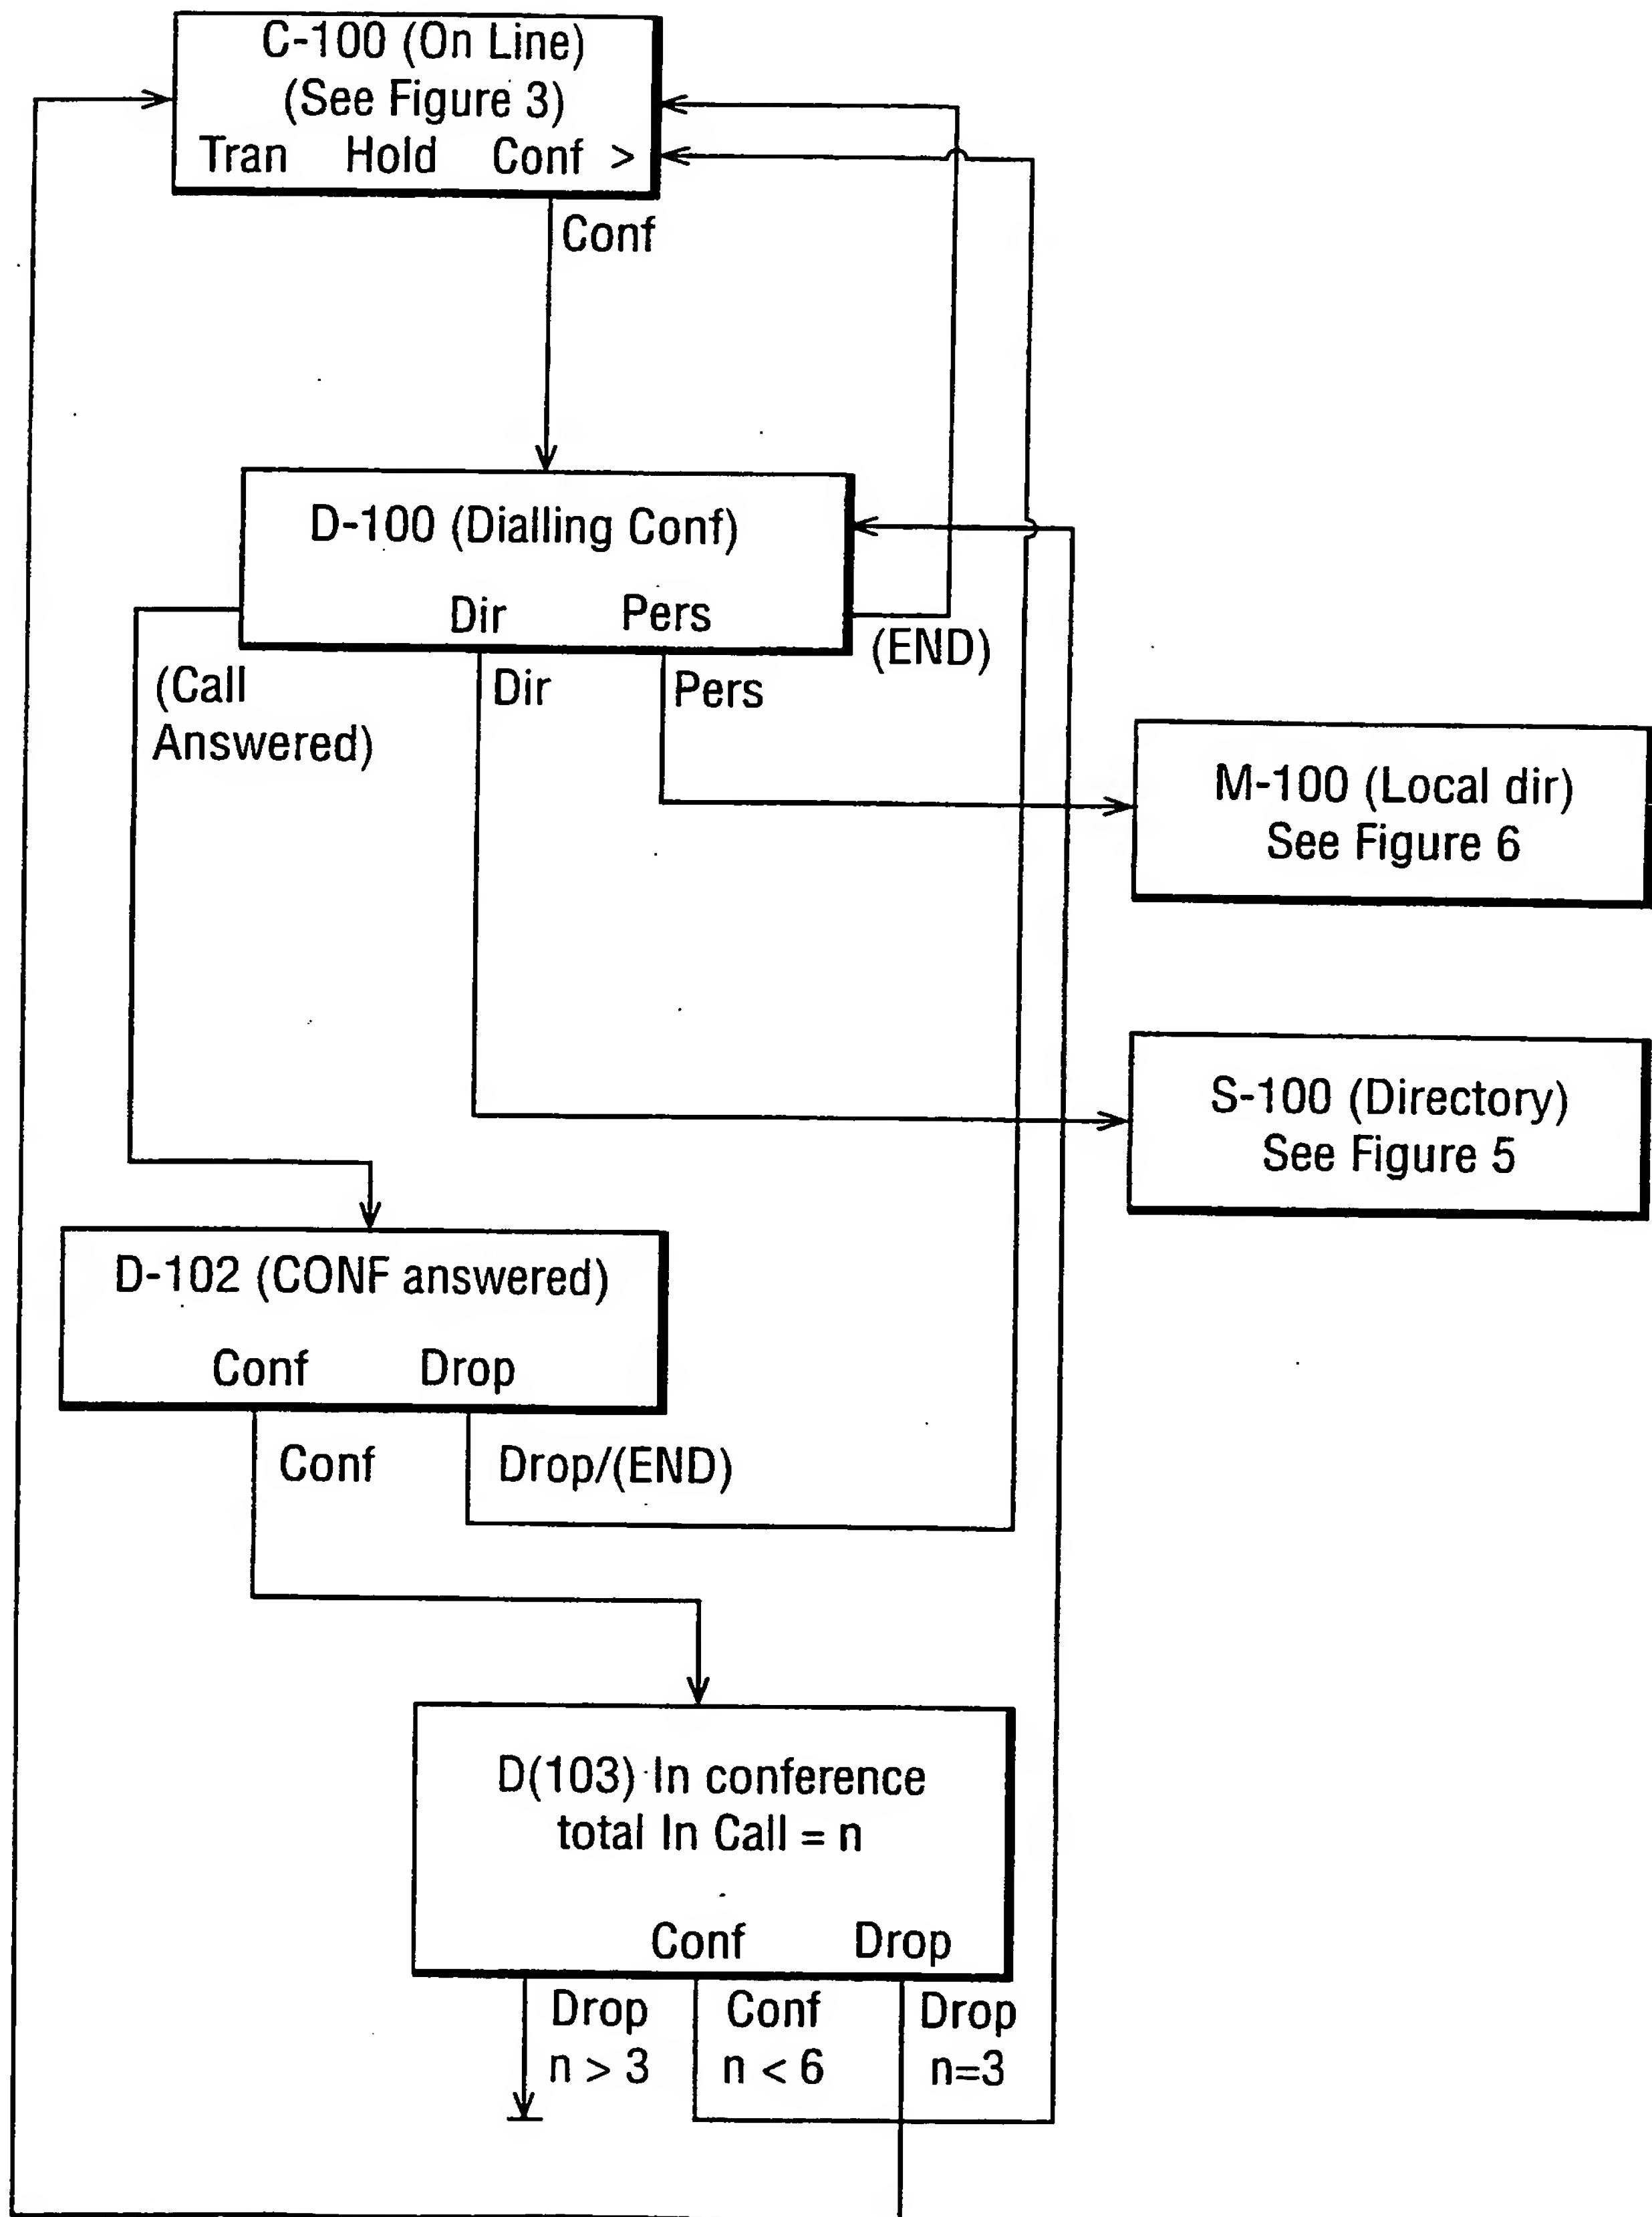 C-100 (On Line)
(See Figure 3)
Tran Hold Conf >
Conf
D-100 (Dialling Conf)
Dir Pers
(END)
(Call
Answered)
Dir
Pers
M-100 (Local dir)
See Figure 6
S-100 (Directory)
See Figure 5
D-102 (CONF answered)
Conf Drop
Conf
Drop/(END)
D(103) In conference
total In Call = n
Conf Drop
Drop
n > 3
Conf
n < 6
Drop
n=3